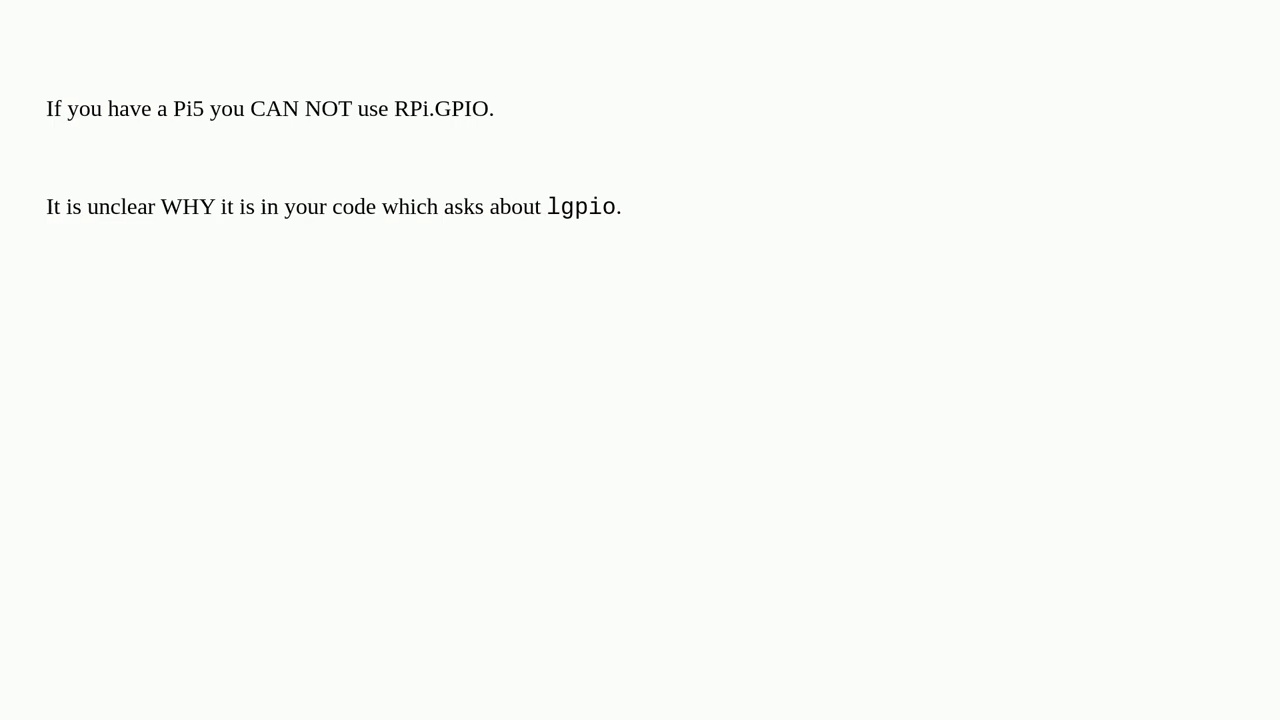 If you have a Pi5 you CAN NOT use RPi.GPIO.
It is unclear WHY it is in your code which asks about lgpio.